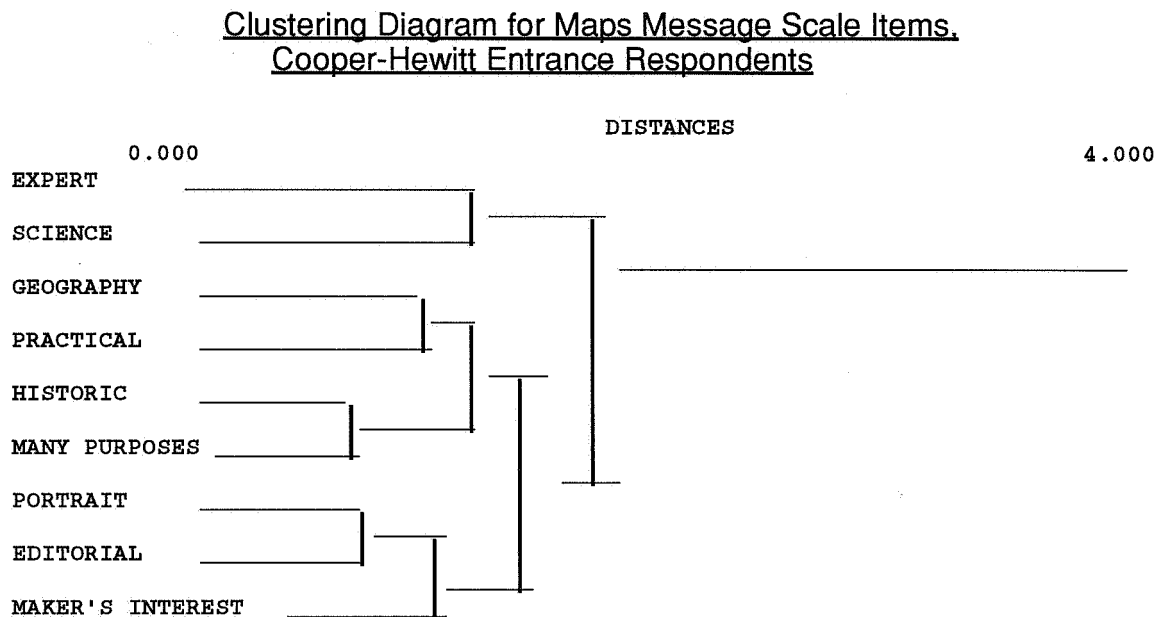 Clustering Diagram for Maps Message Scale Items,
Cooper-Hewitt Entrance Respondents
DISTANCES
0.000 4.000
EXPERT
SCIENCE
GEOGRAPHY
PRACTICAL
HISTORIC
MANY PURPOSES
PORTRAIT
EDITORIAL
MAKER'S INTEREST